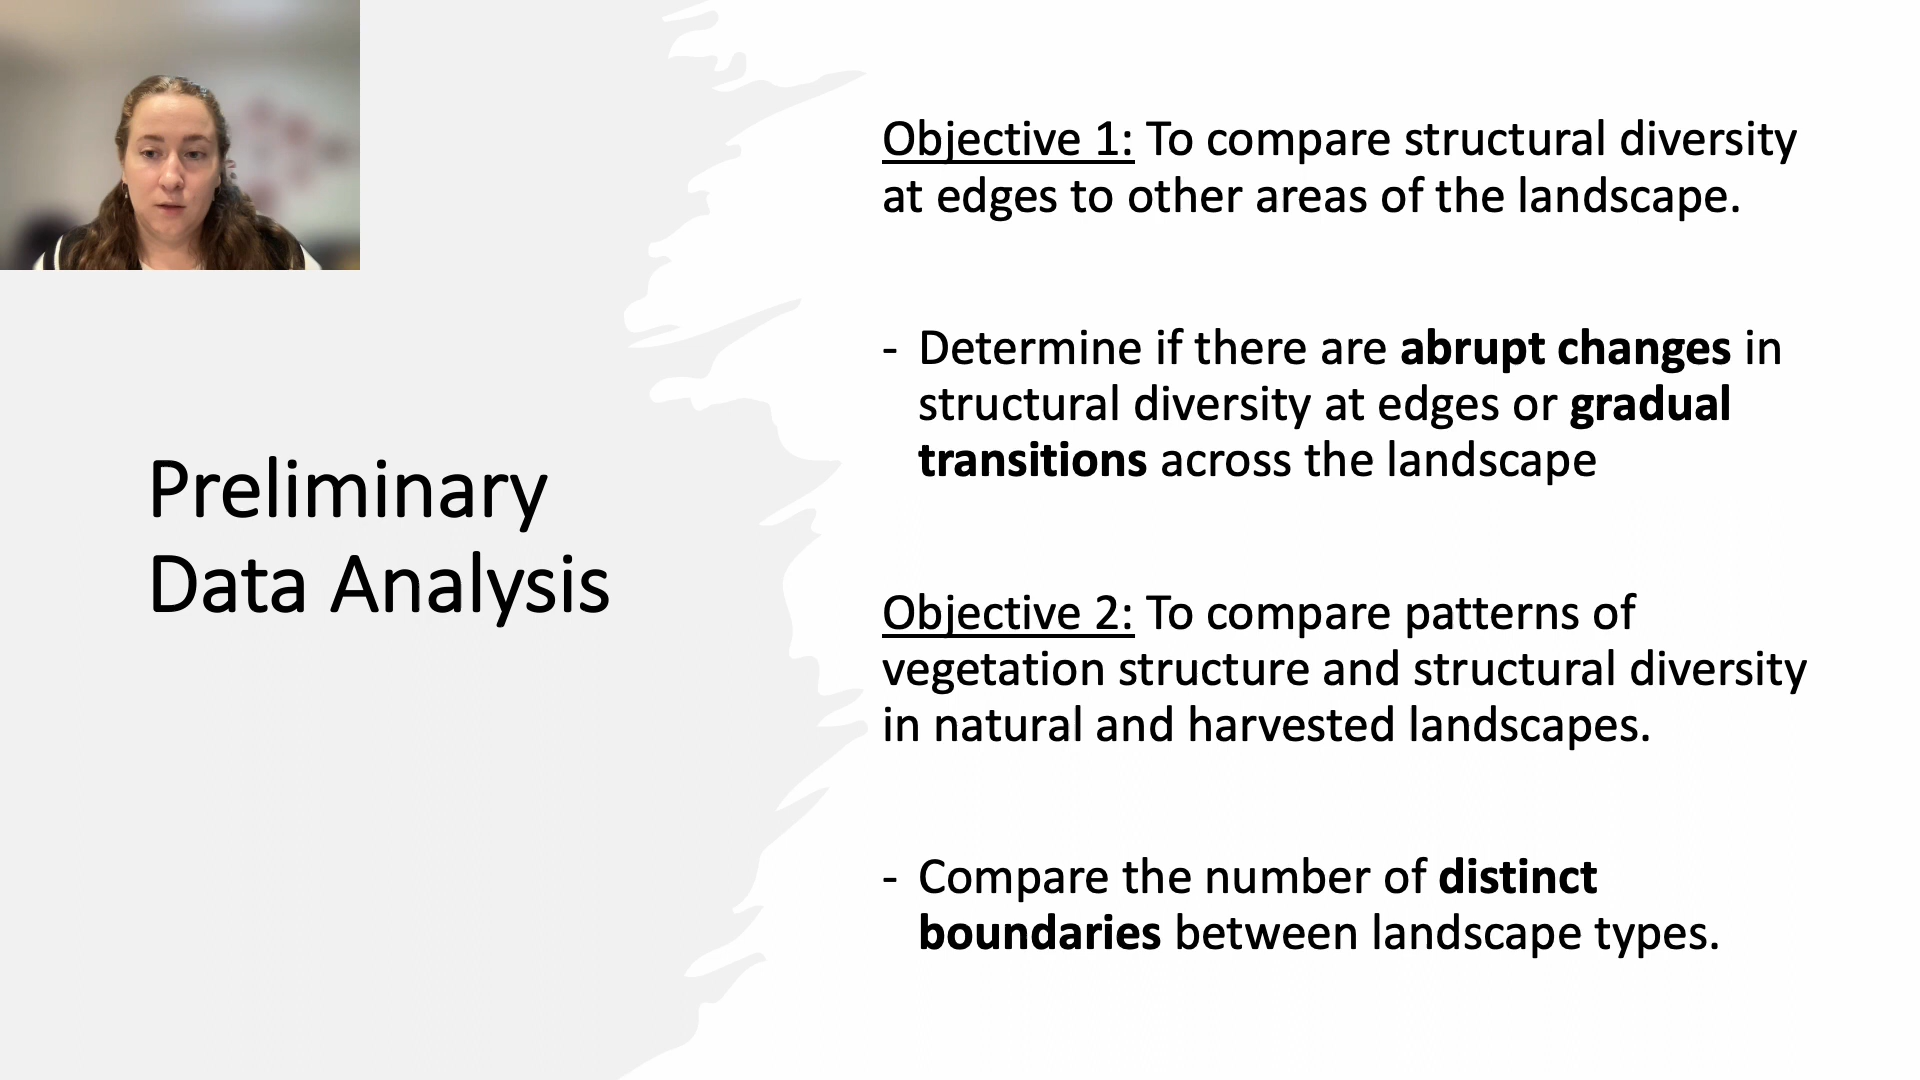 Preliminary
Data Analysis
Objective 1: To compare structural diversity
at edges to other areas of the landscape.
- Determine if there are abrupt changes in
structural diversity at edges or gradual
transitions across the landscape
Objective 2: To compare patterns of
vegetation structure and structural diversity
in natural and harvested landscapes.
- Compare the number of distinct
boundaries between landscape types.